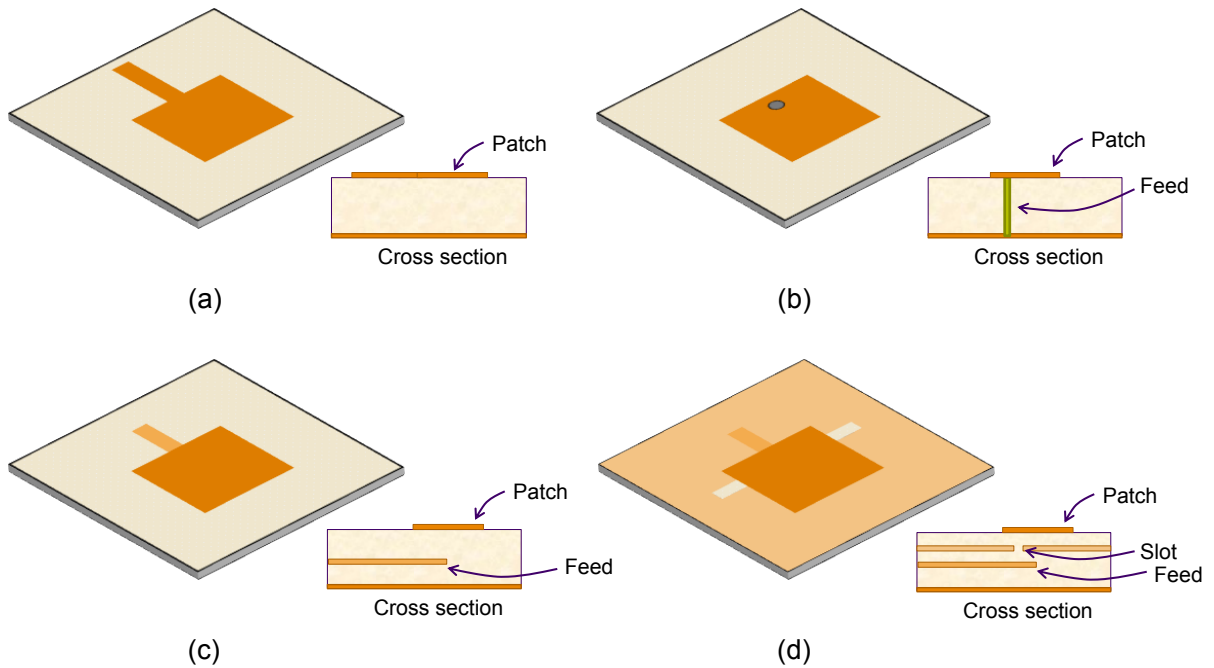 Patch
Cross section
(a)
Patch
Feed
Cross section
(b)
Patch
Feed
Cross section
(c)
Patch
Slot
Feed
Cross section
(d)